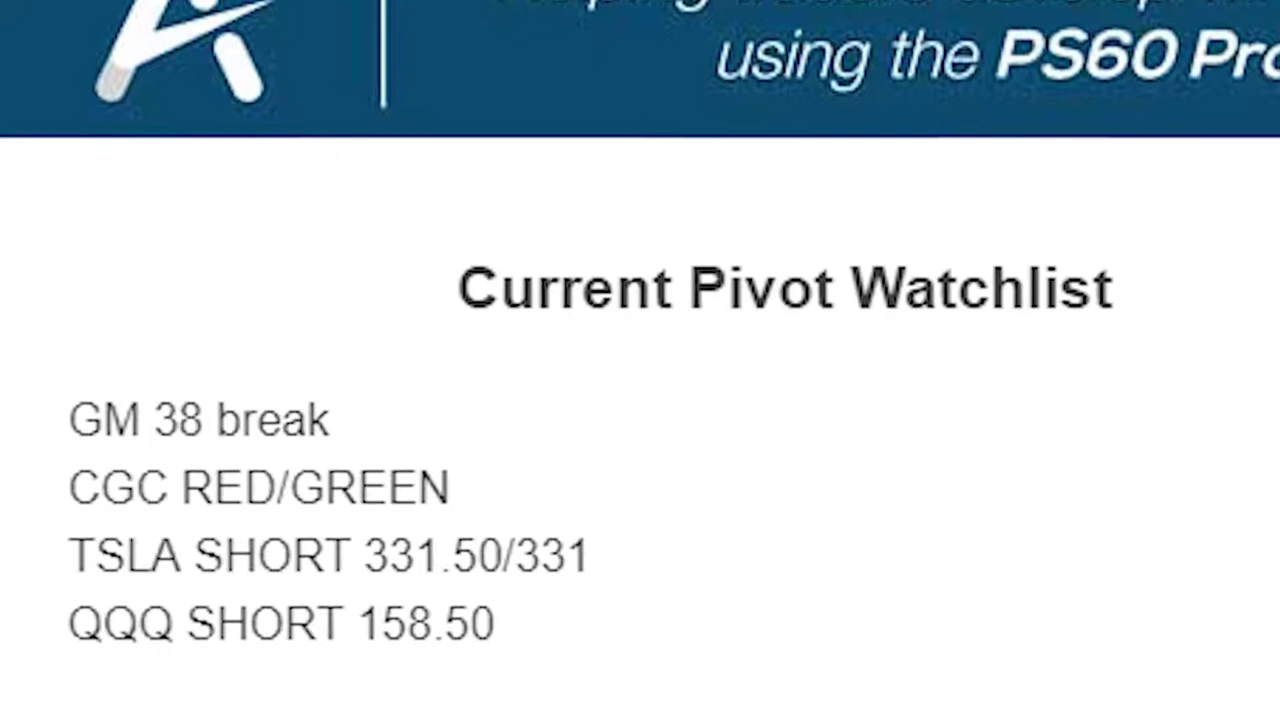 using the PS60
Current Pivot Watchlist
GM 38 break
CGC RED/GREEN
TSLA SHORT 331.50/331
QQQ SHORT 158.50